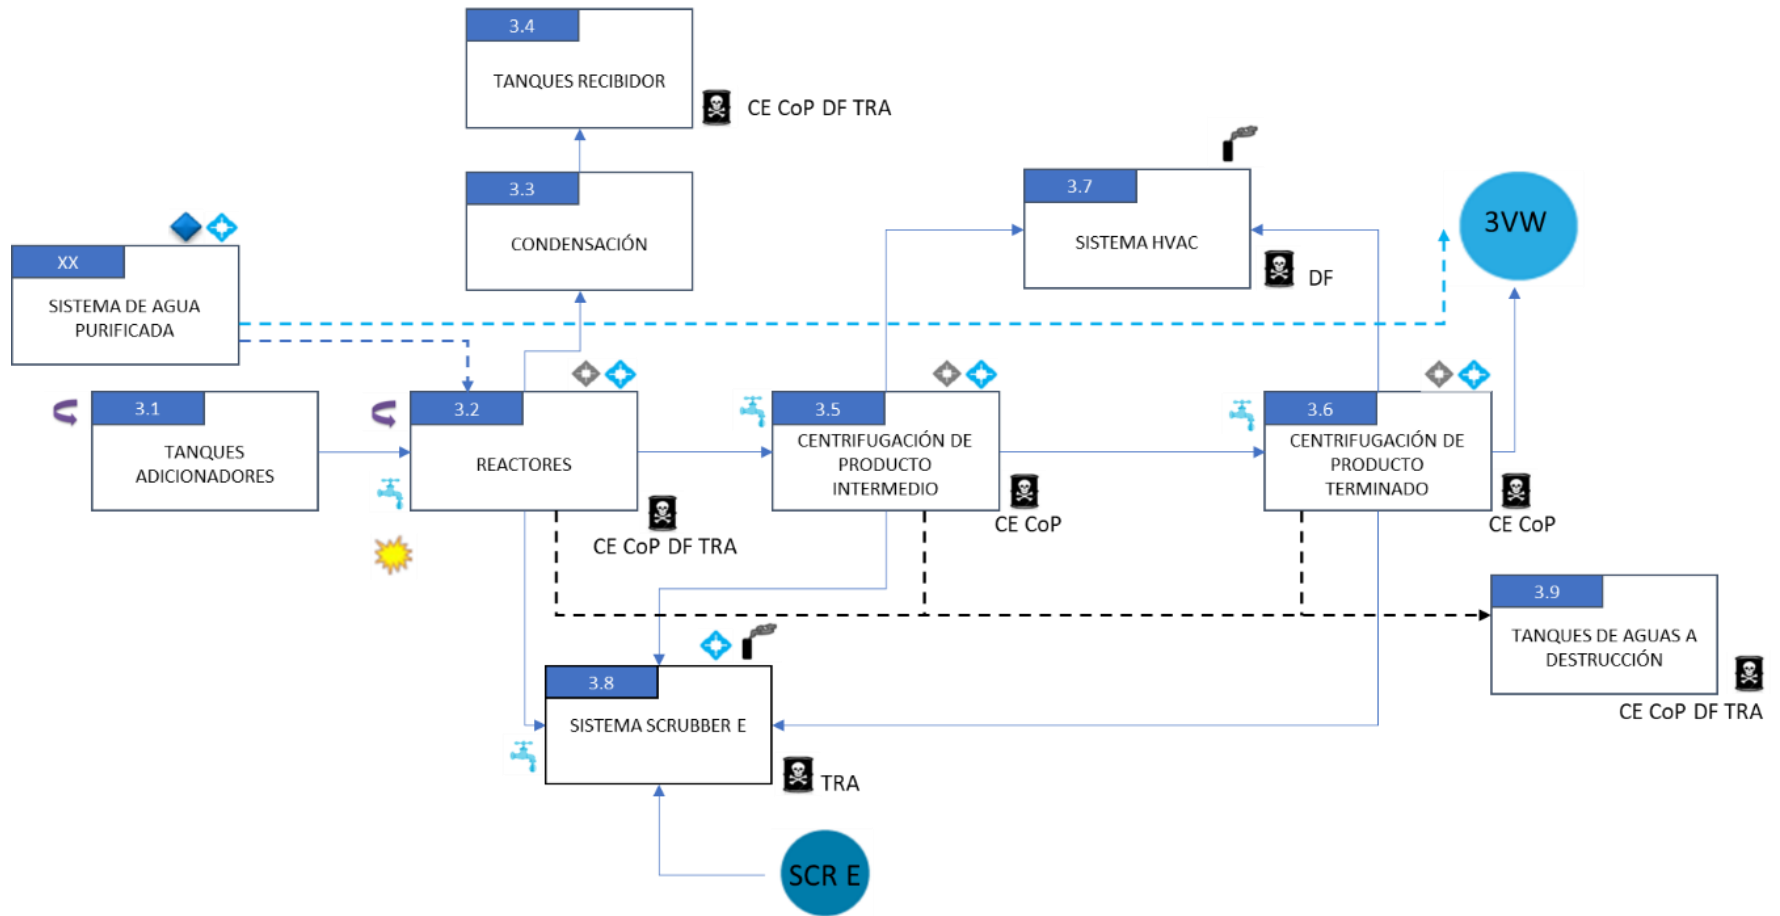 3.4
TANQUES RECIBIDOR
CE CoP DF TRA
3.3
CONDENSACIÓN
3.7
SISTEMA HVAC
DF
3VW
XX
SISTEMA DE AGUA
PURIFICADA
3.1
TANQUES
ADICIONADORES
3.2
REACTORES
CE CoP DF TRA
3.5
CENTRIFUGACIÓN DE
PRODUCTO
INTERMEDIO
CE CoP
3.6
CENTRIFUGACIÓN DE
PRODUCTO
TERMINADO
CE CoP
3.9
TANQUES DE AGUAS A
DESTRUCCIÓN
CE CoP DF TRA
3.8
SISTEMA SCRUBBER E
TRA
SCR E